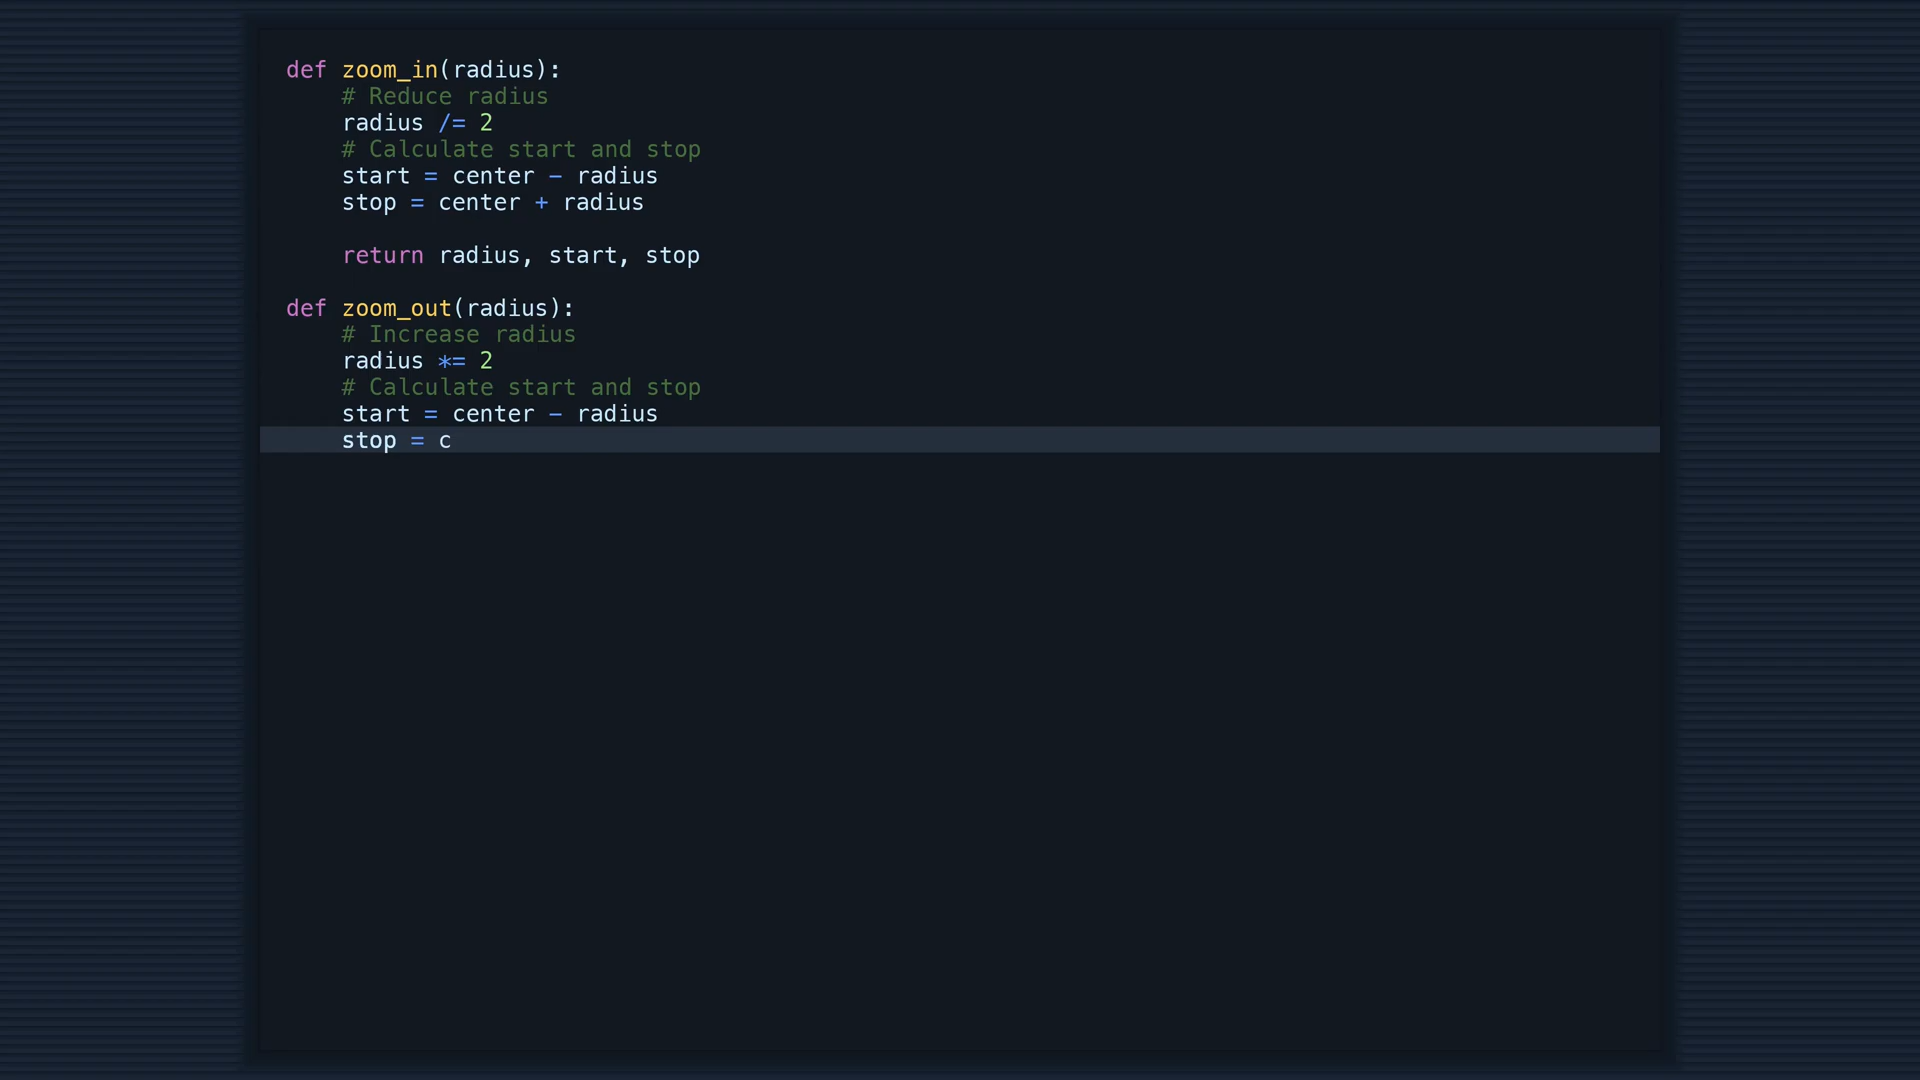 def zoom_in(radius):
    # Reduce radius
    radius /= 2
    # Calculate start and stop
    start = center - radius
    stop = center + radius

    return radius, start, stop

def zoom_out(radius):
    # Increase radius
    radius *= 2
    # Calculate start and stop
    start = center - radius
    stop = c